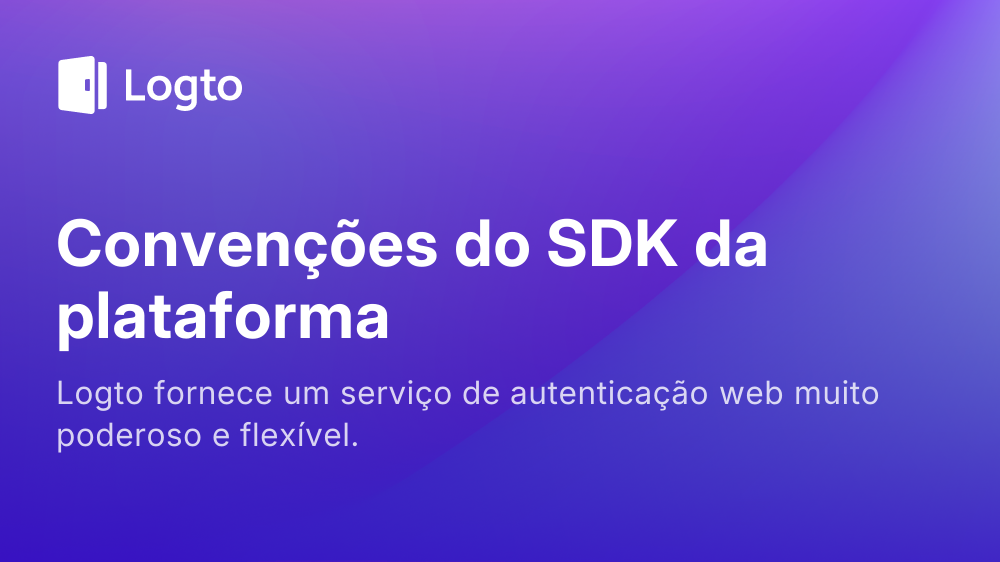 Logto
Convenções do SDK da
plataforma
Logto fornece um serviço de autenticação web muito
poderoso e flexível.